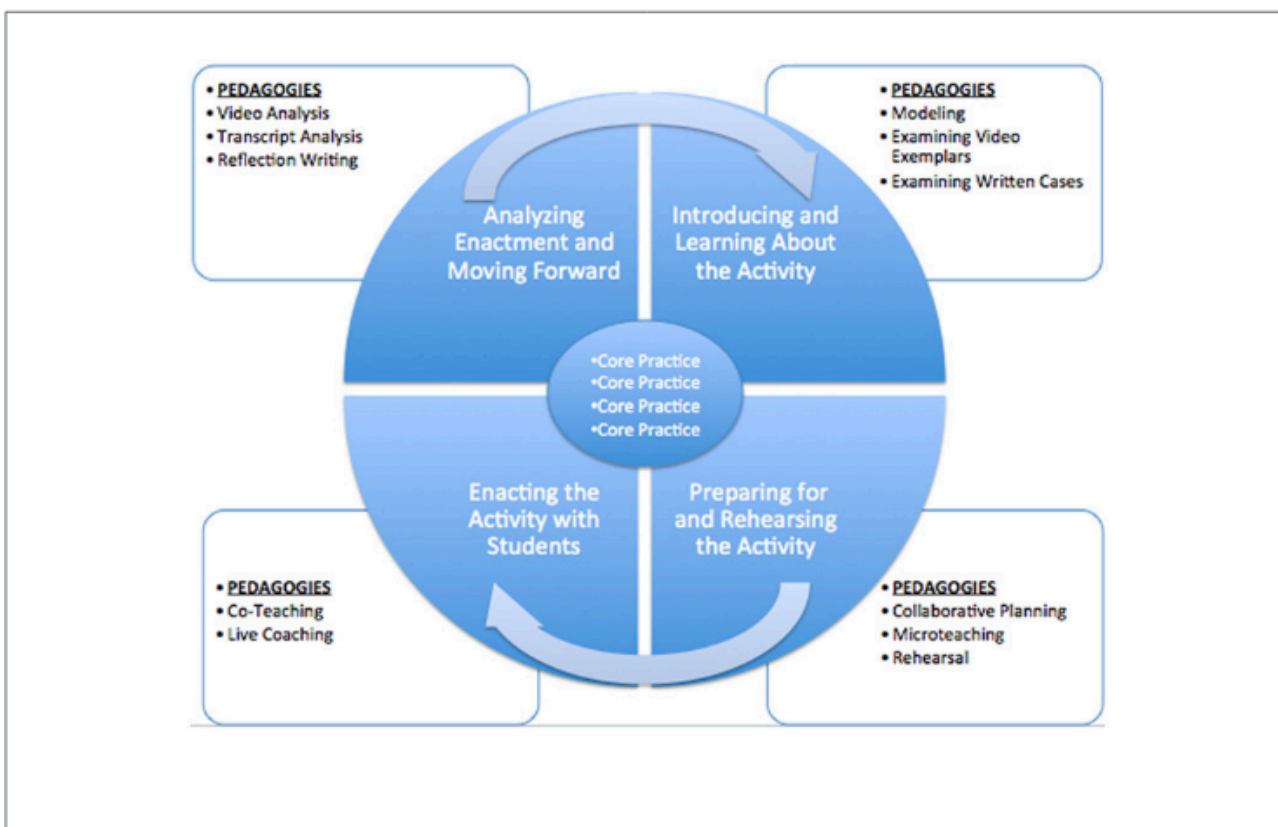 • PEDAGOGIES
• Video Analysis
• Transcript Analysis
• Reflection Writing
• PEDAGOGIES
• Modeling
• Examining Video
Exemplars
• Examining Written Cases
Analyzing
Enactment and
Moving Forward
Introducing and
Learning About
the Activity
•Core Practice
•Core Practice
•Core Practice
•Core Practice
Enacting the
Activity with
Students
Preparing for
and Rehearsing
the Activity
• PEDAGOGIES
• Co-Teaching
• Live Coaching
• PEDAGOGIES
• Collaborative Planning
• Microteaching
• Rehearsal